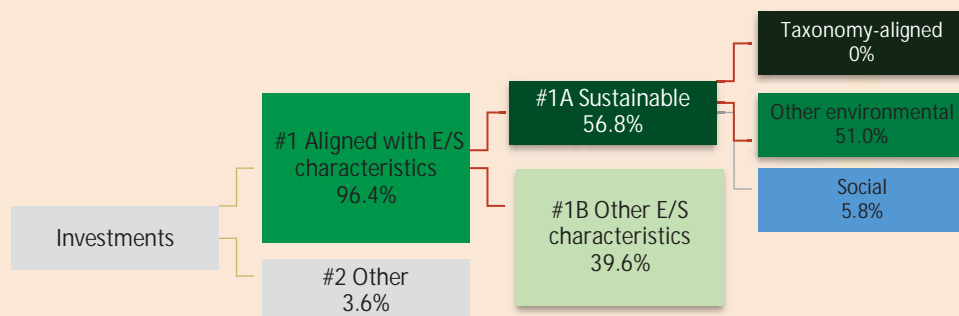 Investments
#1 Aligned with E/S
characteristics
96.4%
#2 Other
3.6%
#1A Sustainable
56.8%
#1B Other E/S
characteristics
39.6%
Taxonomy-aligned
0%
Other environmental
51.0%
Social
5.8%